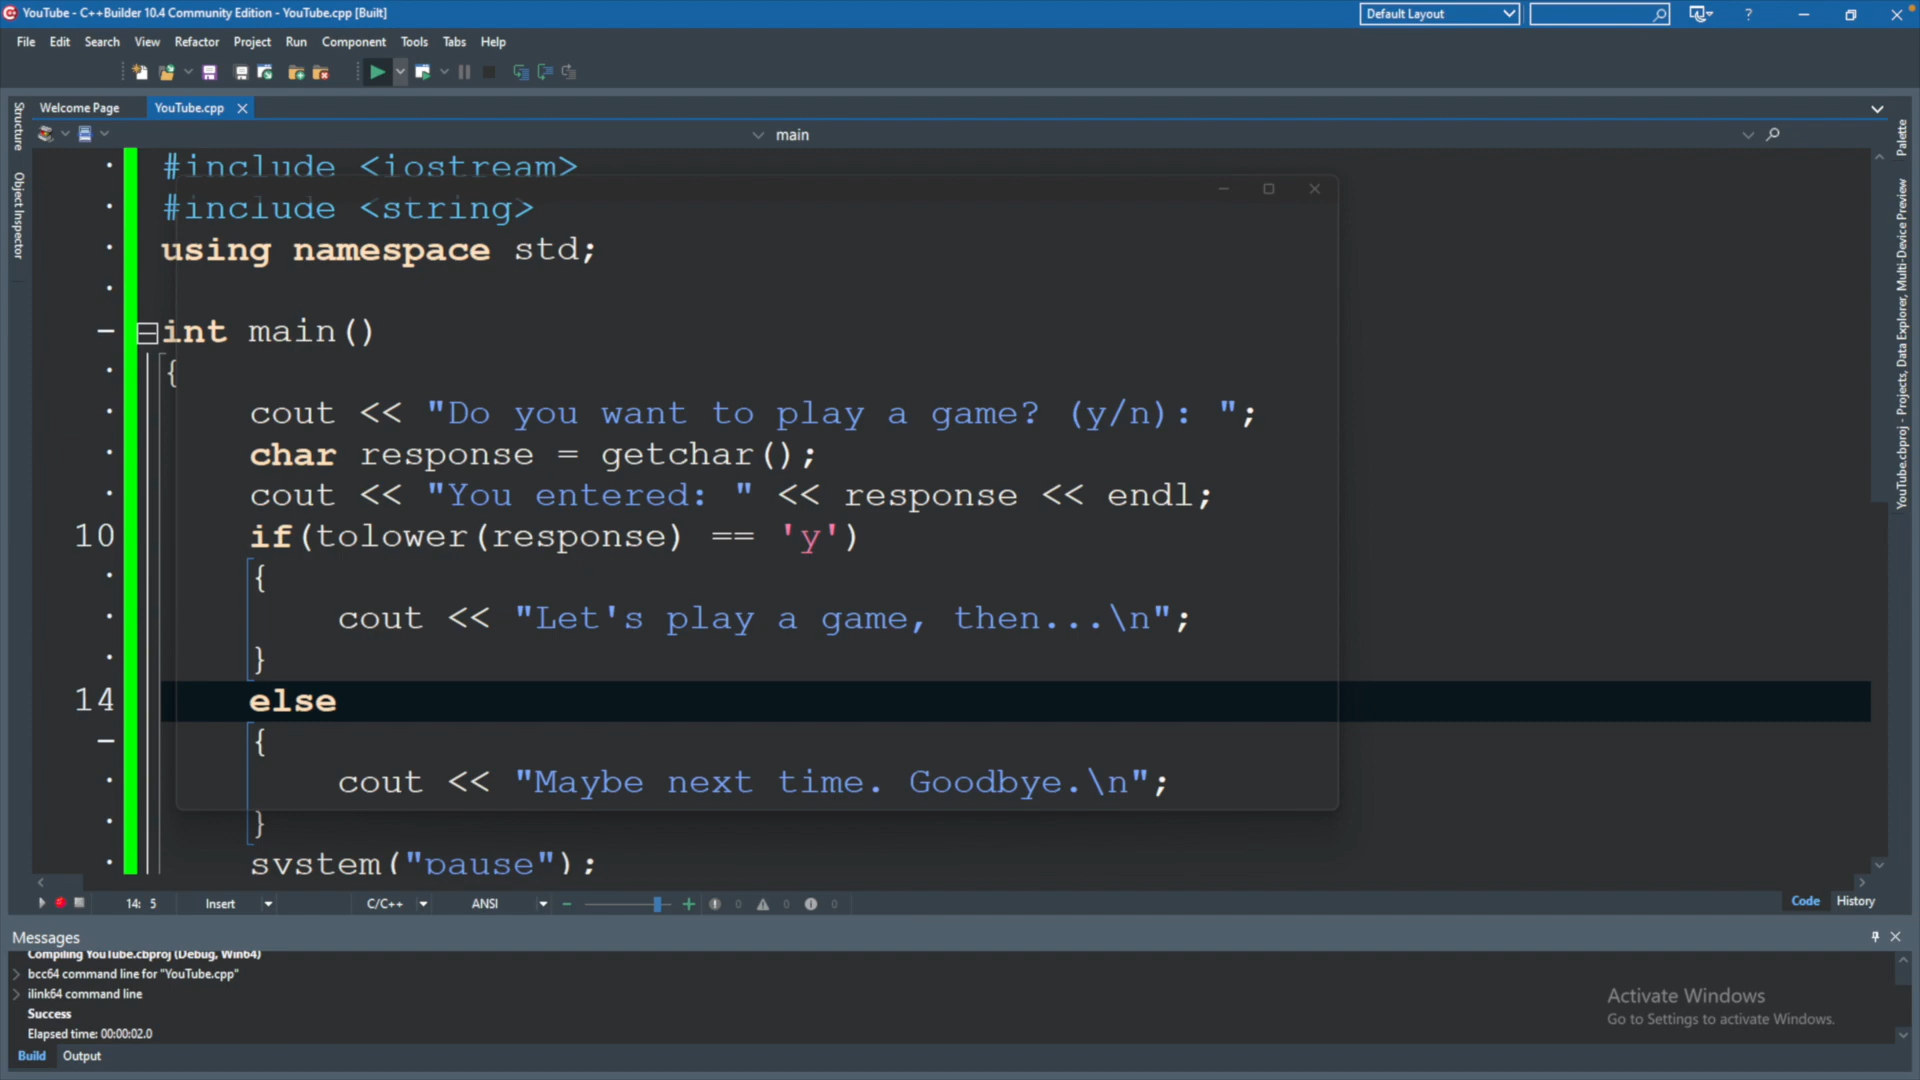 YouTube - C++Builder 10.4 Community Edition - YouTube.cpp [Built]
Default Layout
?
File Edit Search View Refactor Project Run Component Tools Tabs Help
Structure
Object Inspector
Welcome Page YouTube.cpp
main
Palette
YouTube.cbproj - Projects, Data Explorer, Multi-Device Preview
#include <iostream>
#include <string>
using namespace std;
int main()
{
cout << "Do you want to play a game? (y/n): ";
char response = getchar();
cout << "You entered: " << response << endl;
10 if(tolower(response) == 'y')
{
cout << "Let's play a game, then...\n";
}
14 else
{
cout << "Maybe next time. Goodbye.\n";
}
system("pause");
14: 5 Insert C/C++ ANSI 0 0 0
Code History
Messages
Compiling YouTube.cbproj (Debug, Win64)
bcc64 command line for "YouTube.cpp"
ilink64 command line
Success
Elapsed time: 00:00:02.0
Build Output
Activate Windows
Go to Settings to activate Windows.